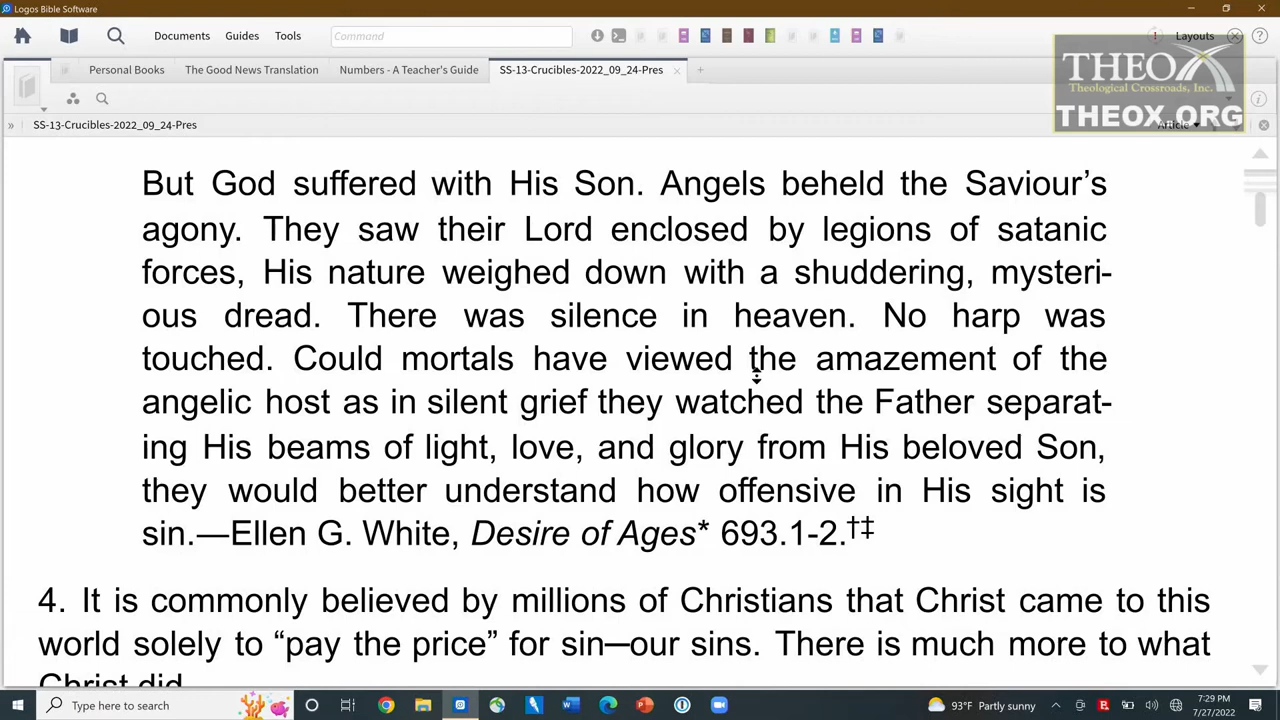 Logos Bible Software
Documents Guides Tools Command Layouts
Personal Books The Good News Translation Numbers - A Teacher's Guide SS-13-Crucibles-2022_09_24-Pres
THEOX
Theological Crossroads, Inc.
THEOX.ORG
SS-13-Crucibles-2022_09_24-Pres Article
But God suffered with His Son. Angels beheld the Saviour’s
agony. They saw their Lord enclosed by legions of satanic
forces, His nature weighed down with a shuddering, mysteri-
ous dread. There was silence in heaven. No harp was
touched. Could mortals have viewed the amazement of the
angelic host as in silent grief they watched the Father separat-
ing His beams of light, love, and glory from His beloved Son,
they would better understand how offensive in His sight is
sin.—Ellen G. White, Desire of Ages* 693.1-2.†‡
4. It is commonly believed by millions of Christians that Christ came to this
world solely to “pay the price” for sin—our sins. There is much more to what
Christ did
Type here to search 93°F Partly sunny 7:29 PM
7/27/2022